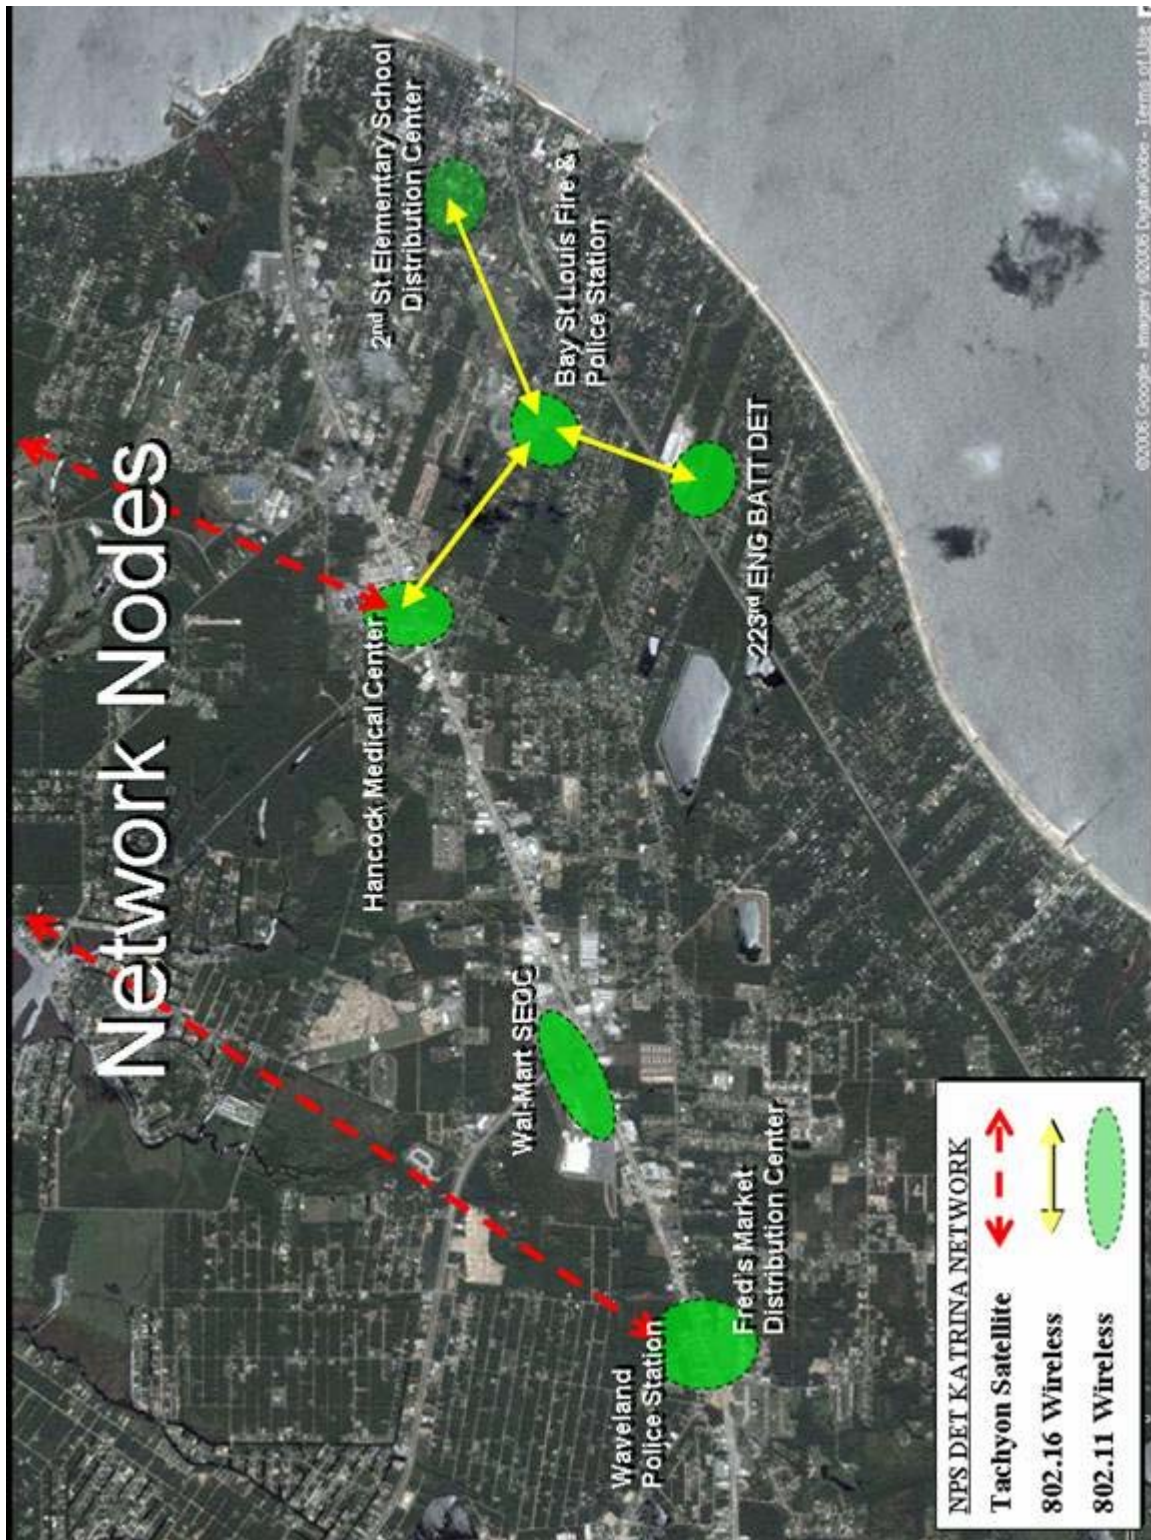 Network Nodes
2nd St Elementary School
Distribution Center
Bay St Louis Fire &
Police Station
Hancock Medical Center
223rd ENG BATT DET
Wal-Mart SEOC
Waveland
Police Station
Fred's Market
Distribution Center
NPS DET KATRINA NETWORK
Tachyon Satellite
802.16 Wireless
802.11 Wireless
©2006 Google - Imagery ©2006 DigitalGlobe - Terms of Use